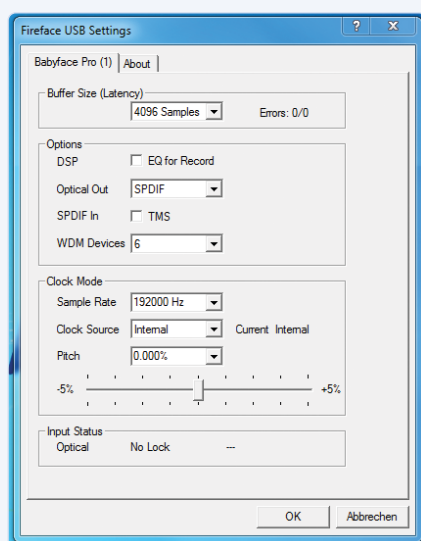 Fireface USB Settings
? X
Babyface Pro (1) About
Buffer Size (Latency)
4096 Samples Errors: 0/0
Options
DSP EQ for Record
Optical Out SPDIF
SPDIF In TMS
WDM Devices 6
Clock Mode
Sample Rate 192000 Hz
Clock Source Internal Current Internal
Pitch 0.000%
-5% +5%
Input Status
Optical No Lock ---
OK Abbrechen